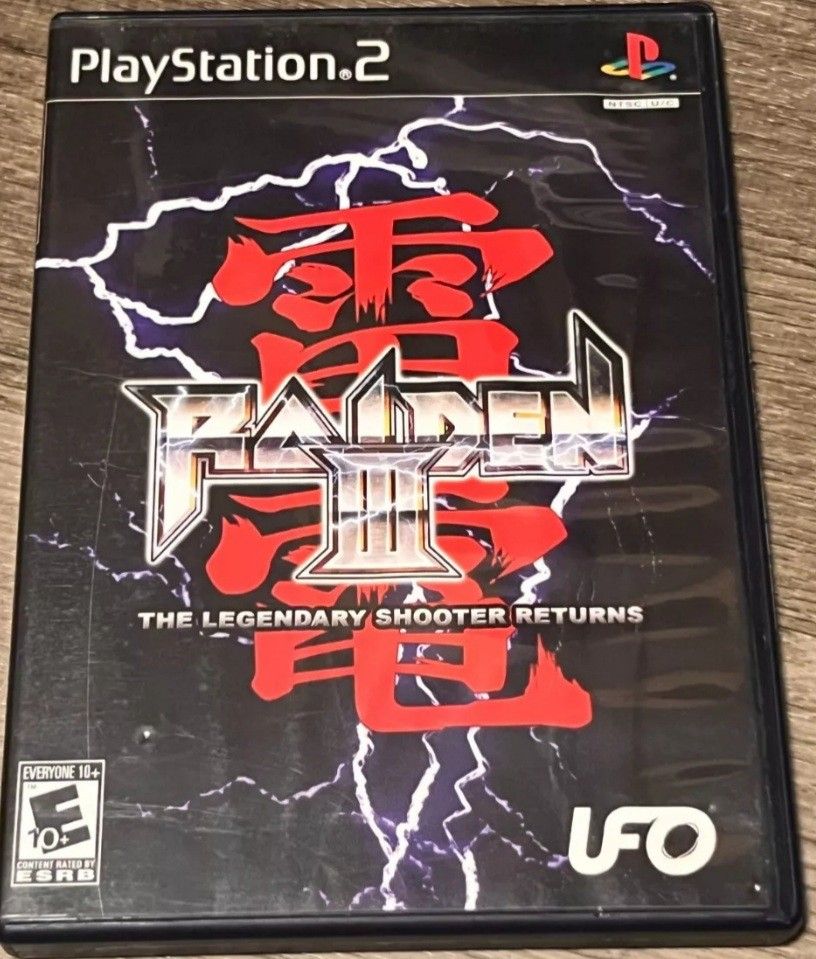 PlayStation®2
NTSC U/C
雷
電
RAIDEN
III
THE LEGENDARY SHOOTER RETURNS
EVERYONE 10+
™
E
10+
CONTENT RATED BY
ESRB
UFO